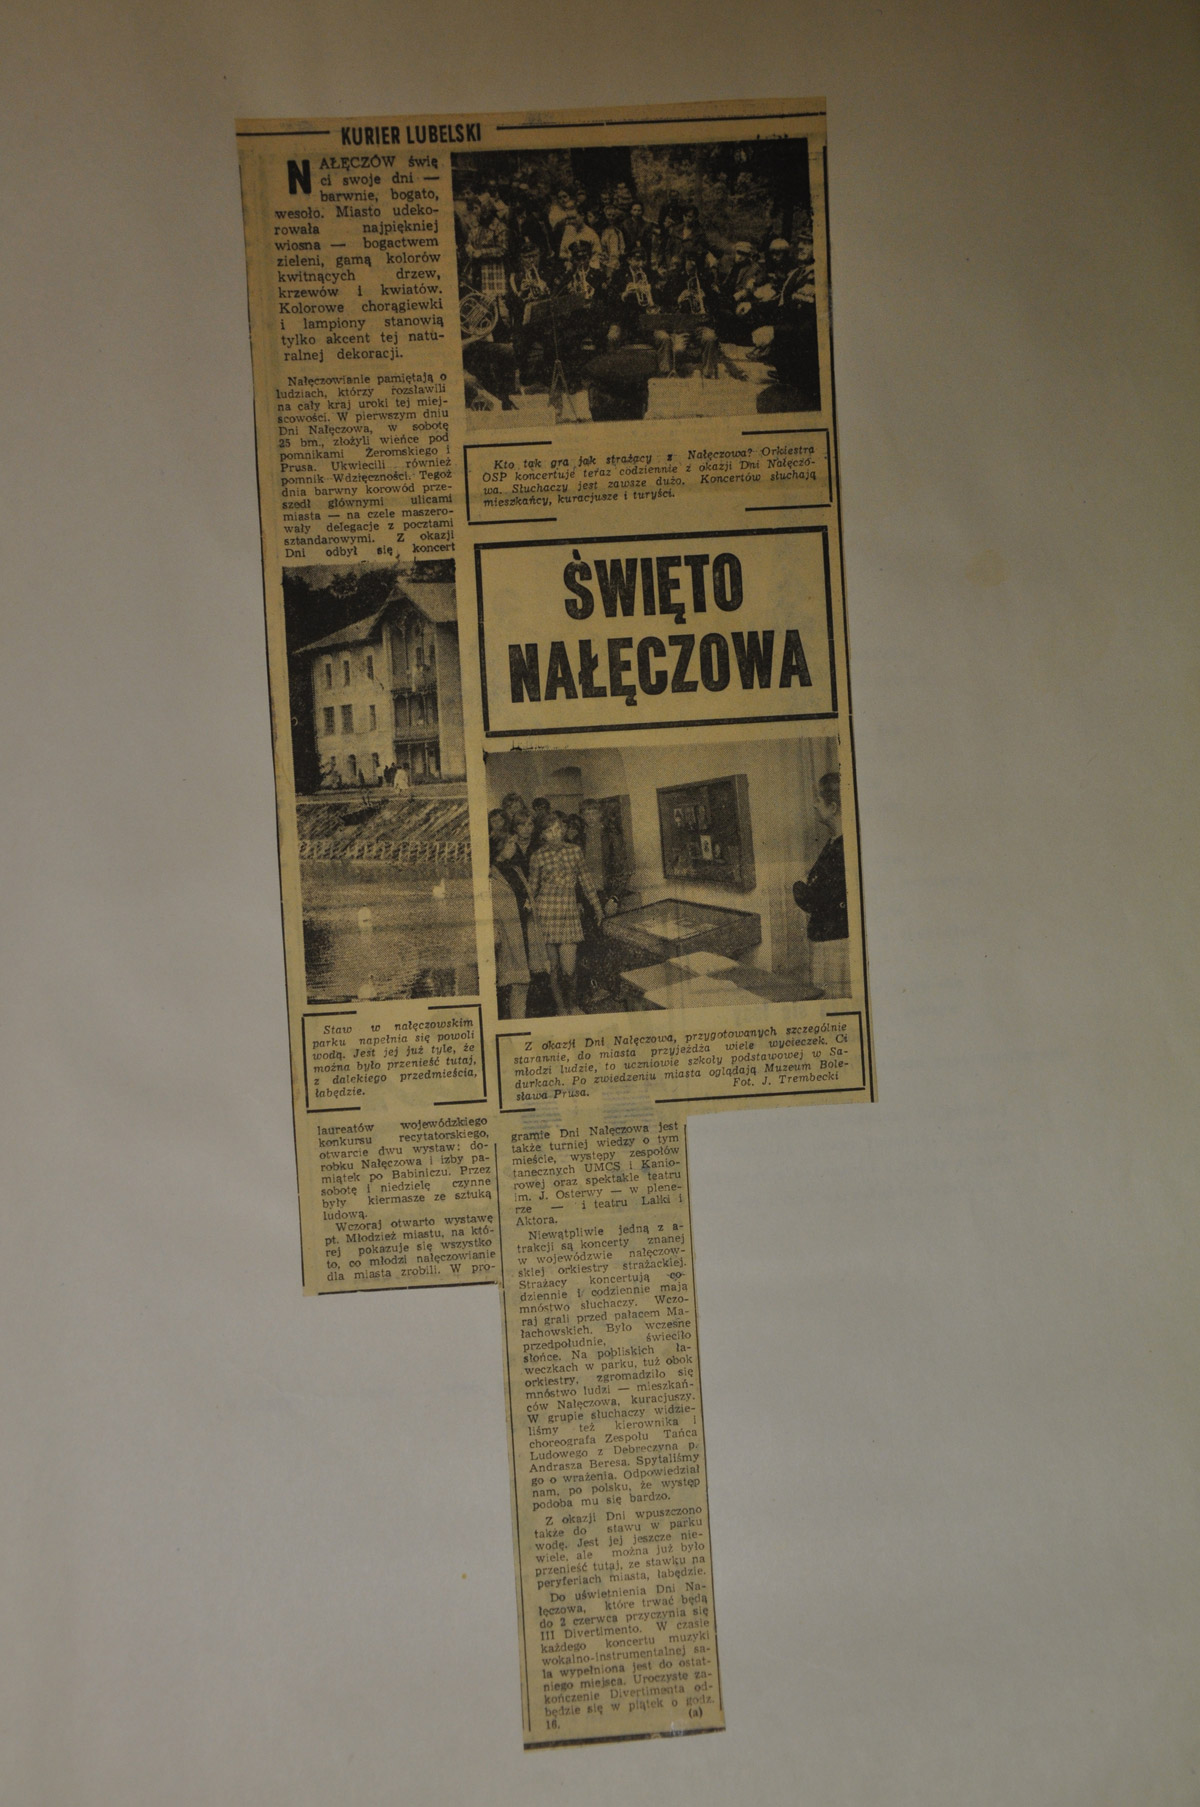 KURIER LUBELSKI
NAŁĘCZÓW świę
ci swoje dni —
barwnie, bogato,
wesoło. Miasto udeko-
rowała najpiękniej
wiosna — bogactwem
zieleni, gamą kolorów
kwitnących drzew,
krzewów i kwiatów.
Kolorowe chorągiewki
i lampiony stanowią
tylko akcent tej natu-
ralnej dekoracji.
Nałęczowianie pamiętają o
ludziach, którzy rozsławili
na cały kraj uroki tej miej-
scowości. W pierwszym dniu
Dni Nałęczowa, w sobotę
25 bm., złożyli wieńce pod
pomnikami Żeromskiego i
Prusa. Ukwiecili również
pomnik Wdzięczności. Tegoż
dnia barwny korowód prze-
szedł głównymi ulicami
miasta — na czele maszero-
wały delegacje z pocztami
sztandarowymi. Z okazji
Dni odbył się koncert
Kto tak gra jak strażacy z Nałęczowa? Orkiestra
OSP koncertuje teraz codziennie z okazji Dni Nałęczo-
wa. Słuchaczy jest zawsze dużo. Koncertów słuchają
mieszkańcy, kuracjusze i turyści.
ŚWIĘTO
NAŁĘCZOWA
Staw w nałęczowskim
parku napełnia się powoli
wodą. Jest jej już tyle, że
można było przenieść tutaj,
z dalekiego przedmieścia,
łabędzie.
Z okazji Dni Nałęczowa, przygotowanych szczególnie
starannie, do miasta przyjeżdża wiele wycieczek. Ci
młodzi ludzie, to uczniowie szkoły podstawowej w Sa-
durkach. Po zwiedzeniu miasta oglądają Muzeum Bole-
sława Prusa.
Fot. J. Trembecki
laureatów wojewódzkiego
konkursu recytatorskiego,
otwarcie dwu wystaw: do-
robku Nałęczowa i izby pa-
miątek po Babiniczu. Przez
sobotę i niedzielę czynne
były kiermasze ze sztuką
ludową.
Wczoraj otwarto wystawę
pt. Młodzież miastu, na któ-
rej pokazuje się wszystko
to, co młodzi nałęczowianie
dla miasta zrobili. W pro-
gramie Dni Nałęczowa jest
także turniej wiedzy o tym
mieście, występy zespołów
tanecznych UMCS i Kanio-
rowej oraz spektakle teatru
im. J. Osterwy — w plene-
rze — i teatru Lalki i
Aktora.
Niewątpliwie jedną z a-
trakcji są koncerty znanej
w wojewódzwie nałęczow-
skiej orkiestry strażackiej.
Strażacy koncertują co-
dziennie i codziennie mają
mnóstwo słuchaczy. Wczo-
raj grali przed pałacem Ma-
łachowskich. Było wczesne
przedpołudnie, świeciło
słońce. Na pobliskich ła-
weczkach w parku, tuż obok
orkiestry, zgromadziło się
mnóstwo ludzi — mieszkań-
ców Nałęczowa, kuracjuszy.
W grupie słuchaczy widzie-
liśmy też kierownika i
choreografa Zespołu Tańca
Ludowego z Debreczyna p.
Andrasza Beresa. Spytaliśmy
go o wrażenia. Odpowiedział
nam, po polsku, że występ
podoba mu się bardzo.
Z okazji Dni wpuszczono
także do stawu w parku
wodę. Jest jej jeszcze nie-
wiele, ale można już było
przenieść tutaj, ze stawku na
peryferiach miasta, łabędzie.
Do uświetnienia Dni Na-
łęczowa, które trwać będą
do 2 czerwca przyczynia się
III Divertimento. W czasie
każdego koncertu muzyki
wokalno-instrumentalnej sa-
la wypełniona jest do ostat-
niego miejsca. Uroczyste za-
kończenie Divertimenta od-
będzie się w piątek o godz.
16. (a)